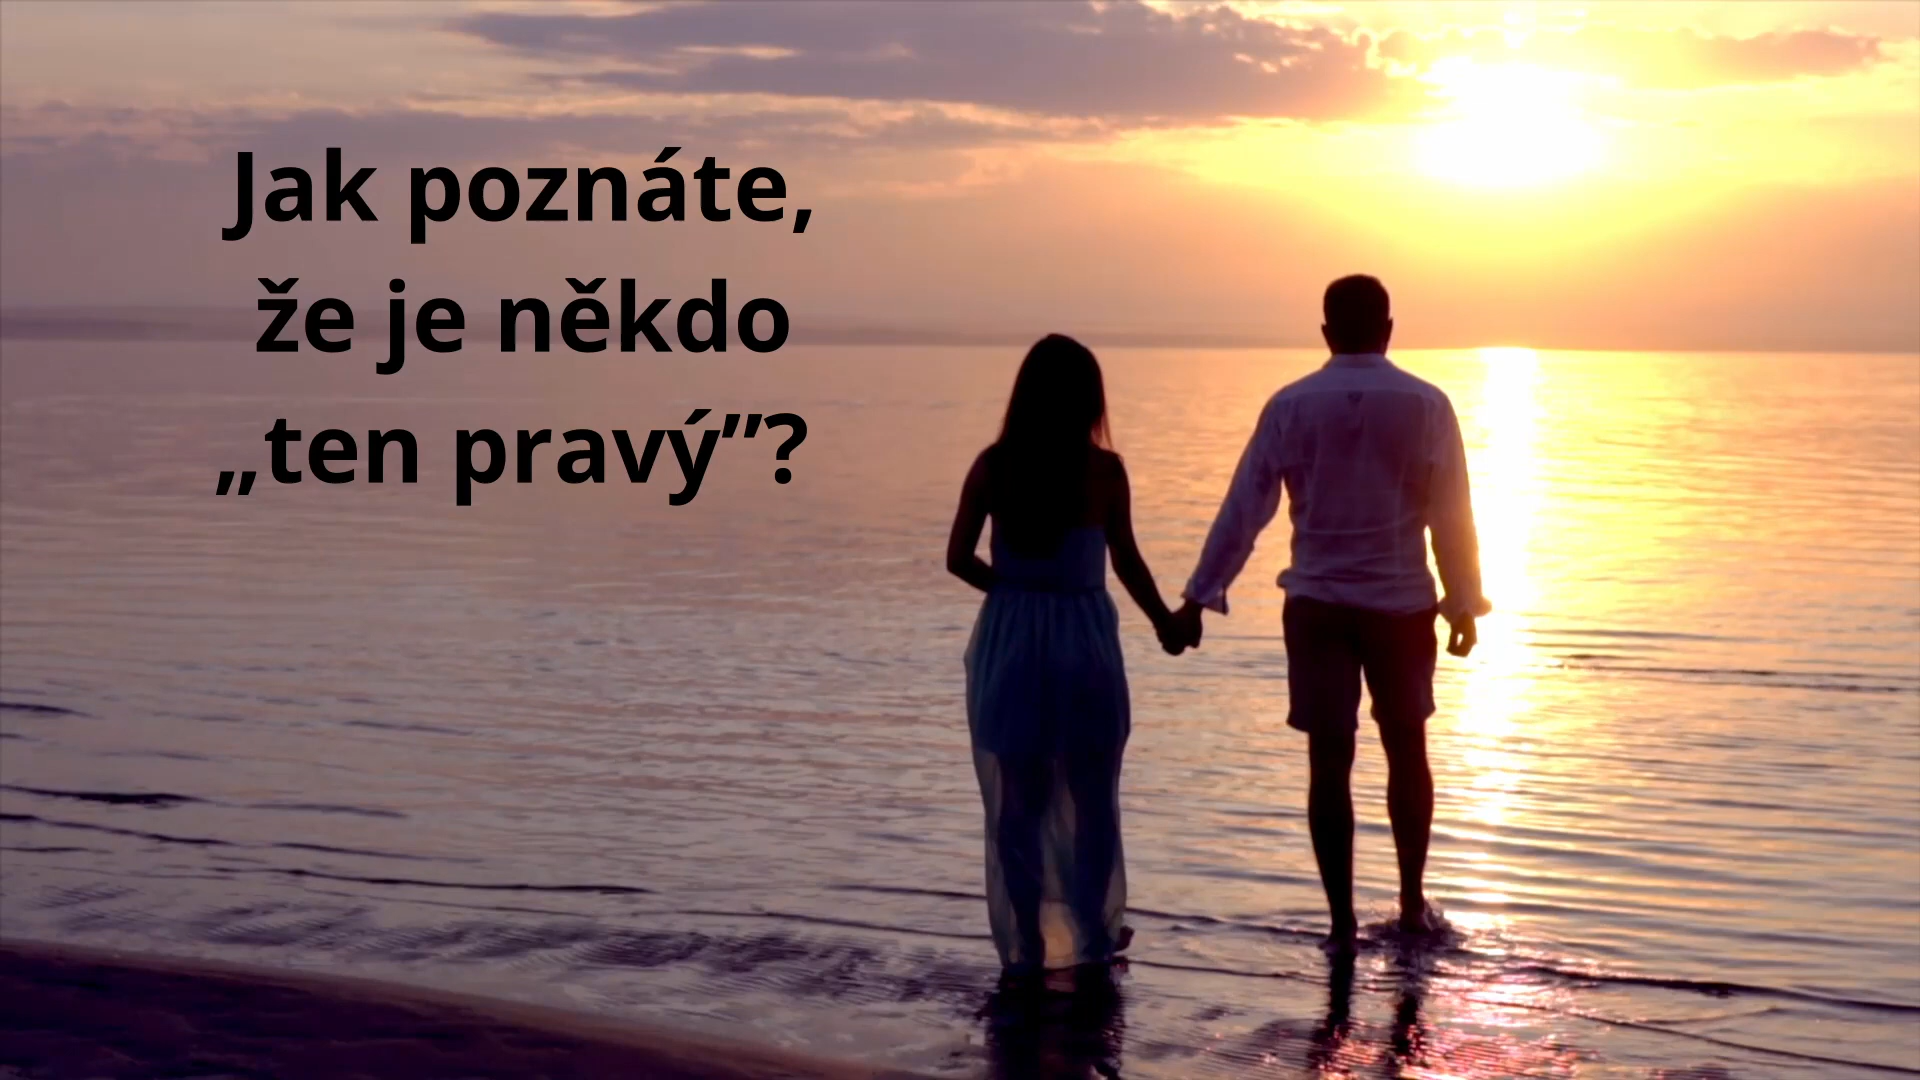 Jak poznáte,
že je někdo
„ten pravý”?